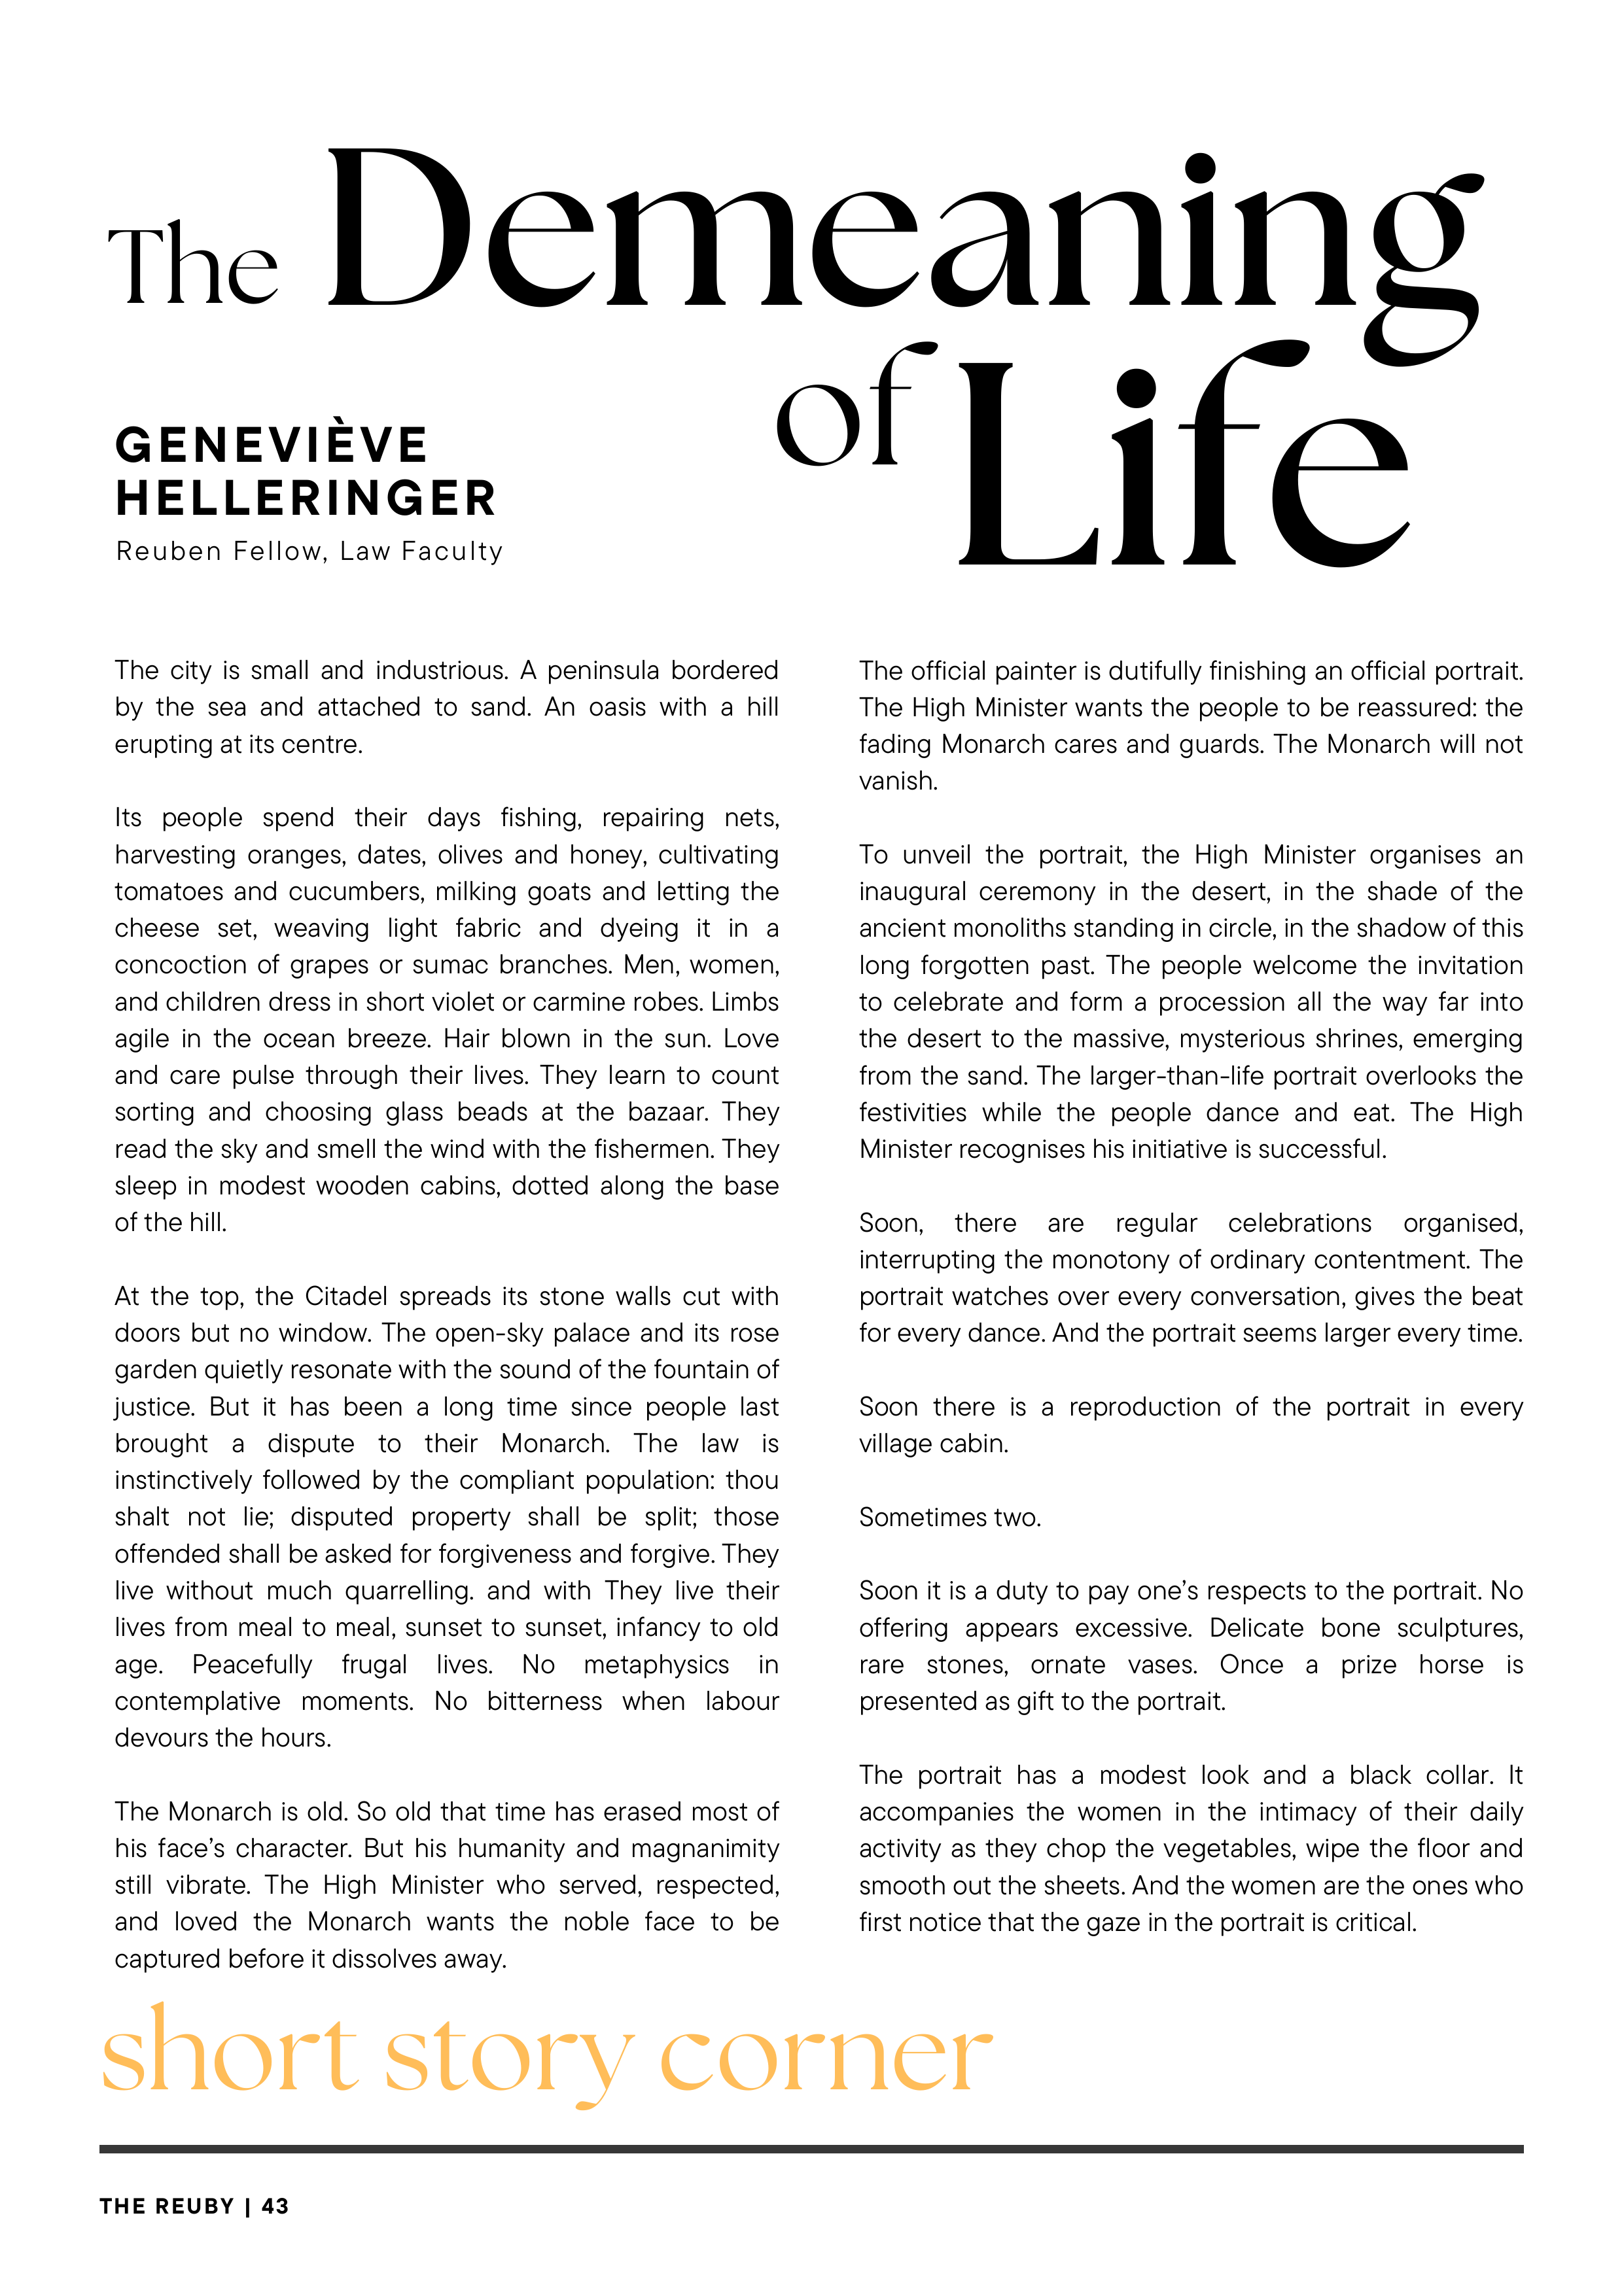 The Demeaning
of Life
GENEVIÈVE
HELLERINGER
Reuben Fellow, Law Faculty
The city is small and industrious. A peninsula bordered
by the sea and attached to sand. An oasis with a hill
erupting at its centre.
Its people spend their days fishing, repairing nets,
harvesting oranges, dates, olives and honey, cultivating
tomatoes and cucumbers, milking goats and letting the
cheese set, weaving light fabric and dyeing it in a
concoction of grapes or sumac branches. Men, women,
and children dress in short violet or carmine robes. Limbs
agile in the ocean breeze. Hair blown in the sun. Love
and care pulse through their lives. They learn to count
sorting and choosing glass beads at the bazaar. They
read the sky and smell the wind with the fishermen. They
sleep in modest wooden cabins, dotted along the base
of the hill.
At the top, the Citadel spreads its stone walls cut with
doors but no window. The open-sky palace and its rose
garden quietly resonate with the sound of the fountain of
justice. But it has been a long time since people last
brought a dispute to their Monarch. The law is
instinctively followed by the compliant population: thou
shalt not lie; disputed property shall be split; those
offended shall be asked for forgiveness and forgive. They
live without much quarrelling. and with They live their
lives from meal to meal, sunset to sunset, infancy to old
age. Peacefully frugal lives. No metaphysics in
contemplative moments. No bitterness when labour
devours the hours.
The Monarch is old. So old that time has erased most of
his face's character. But his humanity and magnanimity
still vibrate. The High Minister who served, respected,
and loved the Monarch wants the noble face to be
captured before it dissolves away.
The official painter is dutifully finishing an official portrait.
The High Minister wants the people to be reassured: the
fading Monarch cares and guards. The Monarch will not
vanish.
To unveil the portrait, the High Minister organises an
inaugural ceremony in the desert, in the shade of the
ancient monoliths standing in circle, in the shadow of this
long forgotten past. The people welcome the invitation
to celebrate and form a procession all the way far into
the desert to the massive, mysterious shrines, emerging
from the sand. The larger-than-life portrait overlooks the
festivities while the people dance and eat. The High
Minister recognises his initiative is successful.
Soon, there are regular celebrations organised,
interrupting the monotony of ordinary contentment. The
portrait watches over every conversation, gives the beat
for every dance. And the portrait seems larger every time.
Soon there is a reproduction of the portrait in every
village cabin.
Sometimes two.
Soon it is a duty to pay one's respects to the portrait. No
offering appears excessive. Delicate bone sculptures,
rare stones, ornate vases. Once a prize horse is
presented as gift to the portrait.
The portrait has a modest look and a black collar. It
accompanies the women in the intimacy of their daily
activity as they chop the vegetables, wipe the floor and
smooth out the sheets. And the women are the ones who
first notice that the gaze in the portrait is critical.
short story corner
THE REUBY | 43